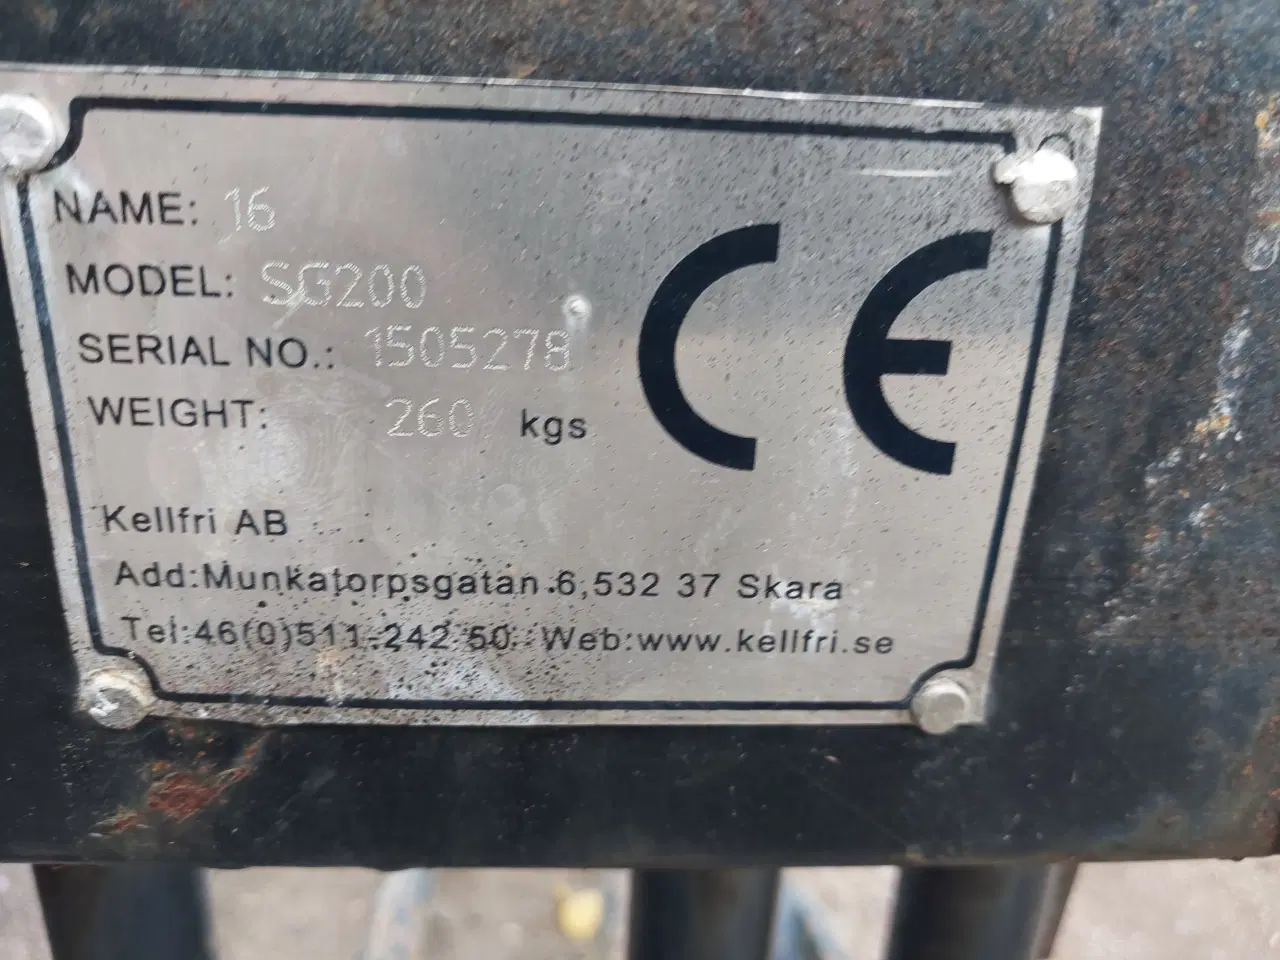 NAME: 16
MODEL: SG200
SERIAL NO.: 1505278
WEIGHT: 260 kgs
CE
Kellfri AB
Add:Munkatorpsgatan 6,532 37 Skara
Tel:46(0)511-242 50 Web:www.kellfri.se